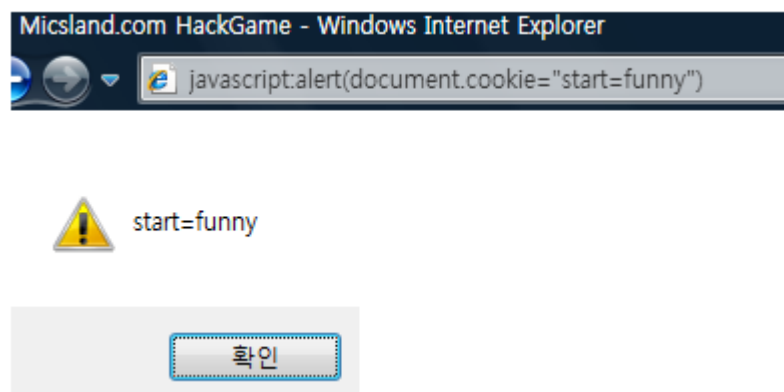 Micsland.com HackGame - Windows Internet Explorer
javascript:alert(document.cookie="start=funny")
start=funny
확인